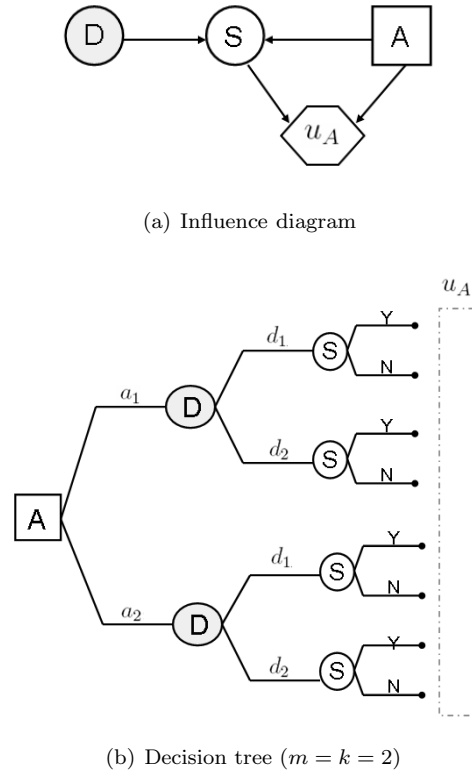 D S A
u_A
(a) Influence diagram
u_A
Y
d_1 S
N
a_1 D
Y
d_2 S
N
A
Y
d_1 S
N
a_2 D
Y
d_2 S
N
(b) Decision tree (m = k = 2)